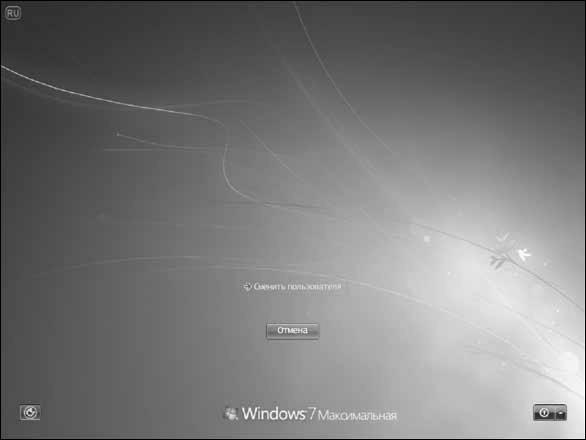 RU
Сменить пользователя
Отмена
Windows 7 Максимальная